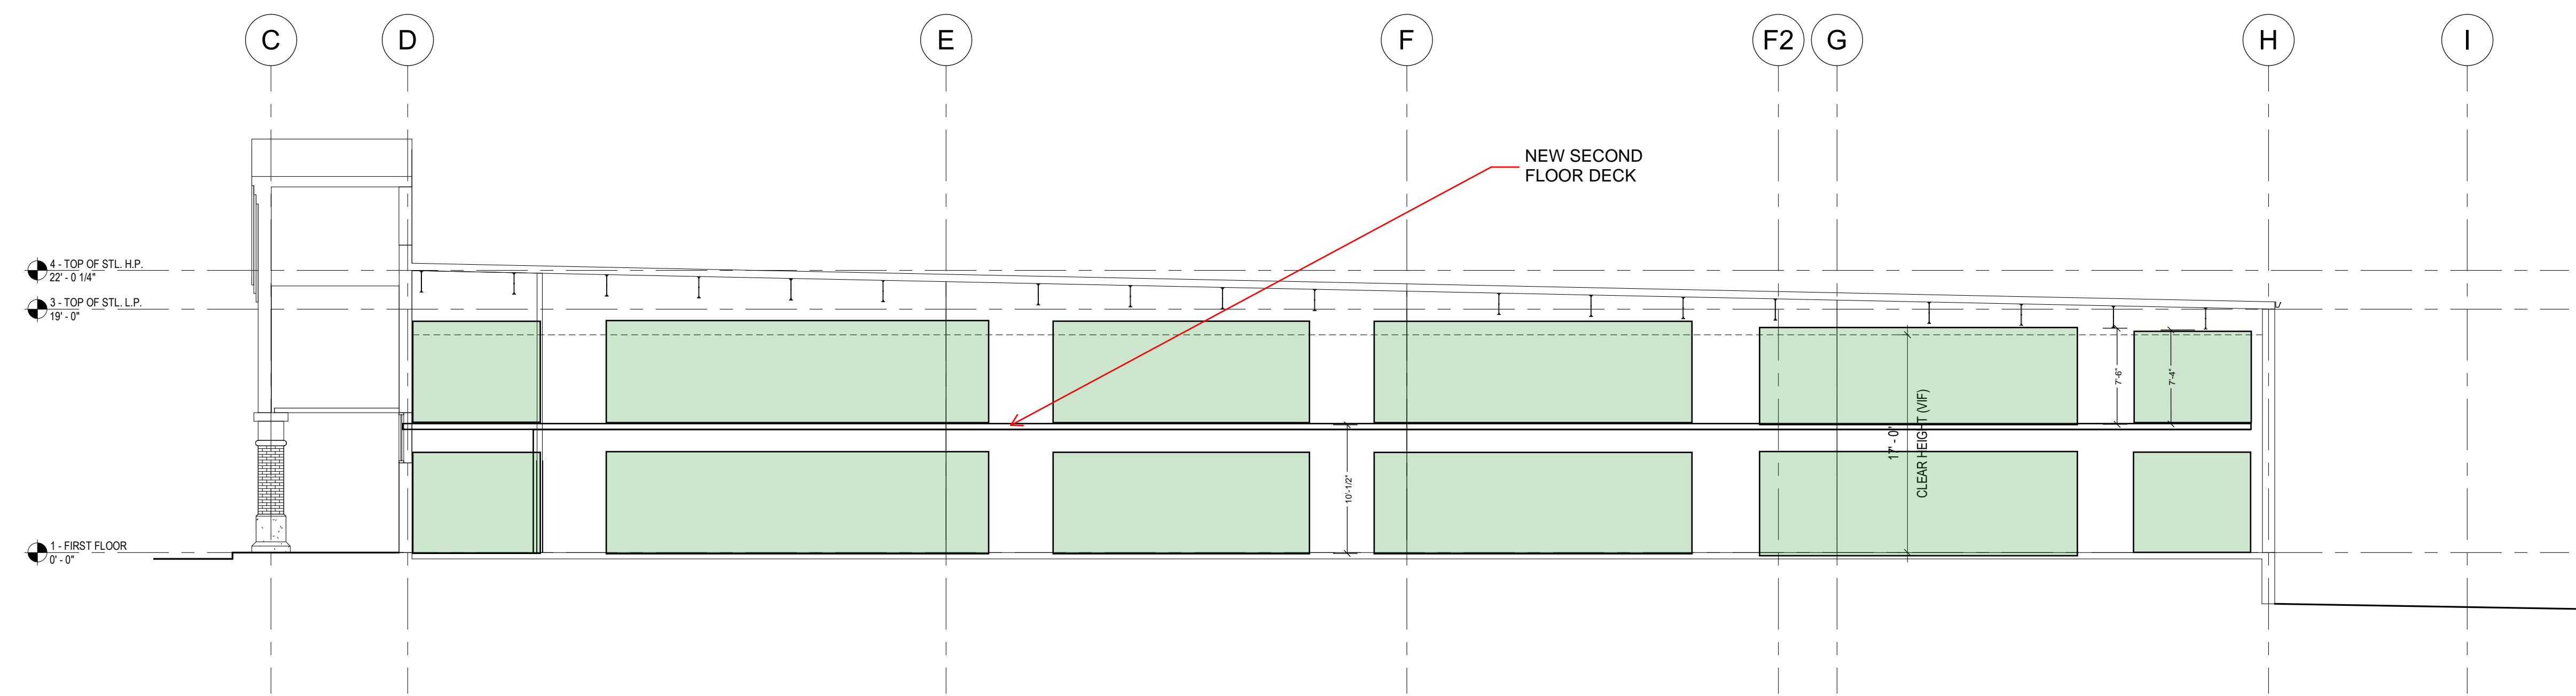 C
D
E
F
F2
G
H
I
NEW SECOND
FLOOR DECK
4 - TOP OF STL. H.P.
22' - 0 1/4"
3 - TOP OF STL. L.P.
19' - 0"
7'-6"
7'-4"
17' - 0"
CLEAR HEIGHT (VIF)
10'-1/2"
1 - FIRST FLOOR
0' - 0"